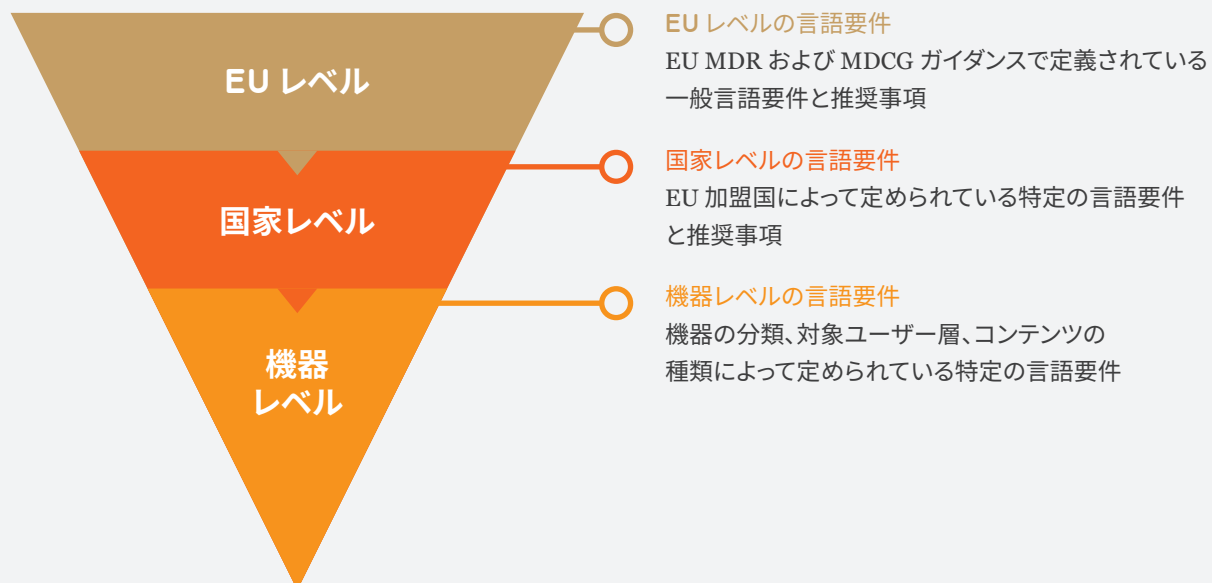 EU レベル
EU レベルの言語要件
EU MDR および MDCG ガイダンスで定義されている
一般言語要件と推奨事項
国家レベル
国家レベルの言語要件
EU 加盟国によって定められている特定の言語要件
と推奨事項
機器
レベル
機器レベルの言語要件
機器の分類、対象ユーザー層、コンテンツの
種類によって定められている特定の言語要件